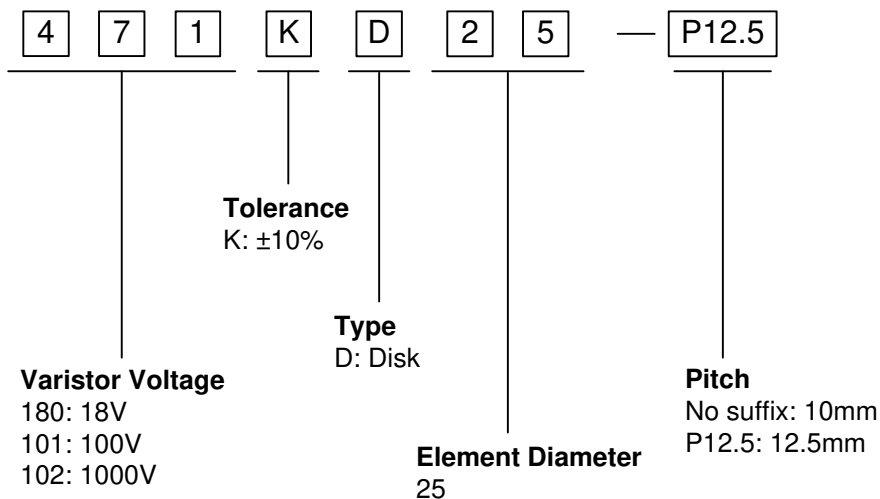 4 7 1 K D 2 5 — P12.5
Tolerance
K: ±10%
Type
D: Disk
Varistor Voltage
180: 18V
101: 100V
102: 1000V
Element Diameter
25
Pitch
No suffix: 10mm
P12.5: 12.5mm